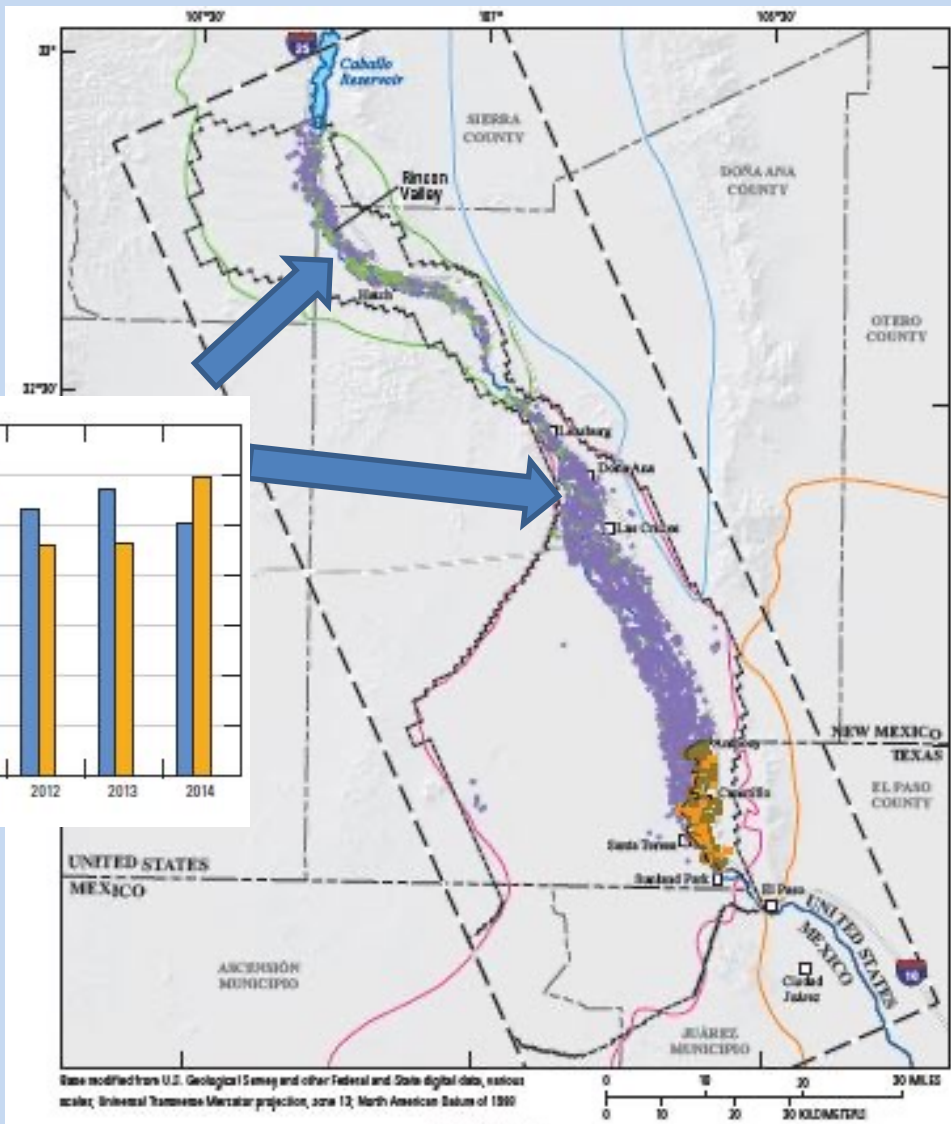 107°30'
107°
106°30'
33°
25
Caballo
Reservoir
SIERRA
COUNTY
DOÑA ANA
COUNTY
Rincon
Valley
Hatch
OTERO
COUNTY
32°30'
Leasburg
Doña Ana
Las Cruces
2012
2013
2014
Anthony
NEW MEXICO
TEXAS
Canutillo
EL PASO
COUNTY
Santa Teresa
UNITED STATES
Sunland Park
MEXICO
El Paso
UNITED STATES
MEXICO
ASCENSIÓN
MUNICIPIO
Ciudad
Juárez
10
JUÁREZ
MUNICIPIO
Base modified from U.S. Geological Survey and other Federal and State digital data, various
scales; Universal Transverse Mercator projection, zone 13; North American Datum of 1983
0 10 20 30 MILES
0 10 20 30 KILOMETERS